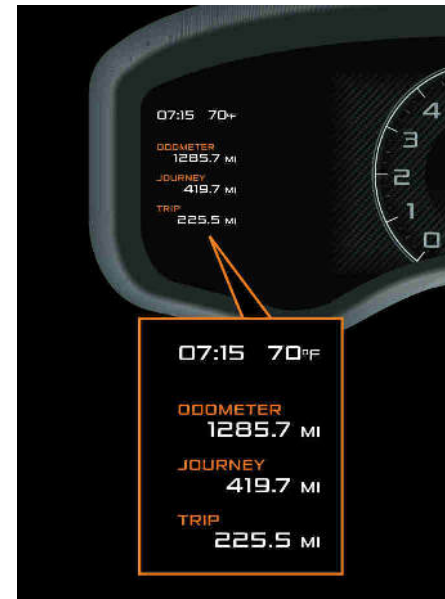 07:15 70°F
ODOMETER
1285.7 MI
JOURNEY
419.7 MI
TRIP
225.5 MI
4
3
2
1
0
07:15 70°F
ODOMETER
1285.7 MI
JOURNEY
419.7 MI
TRIP
225.5 MI